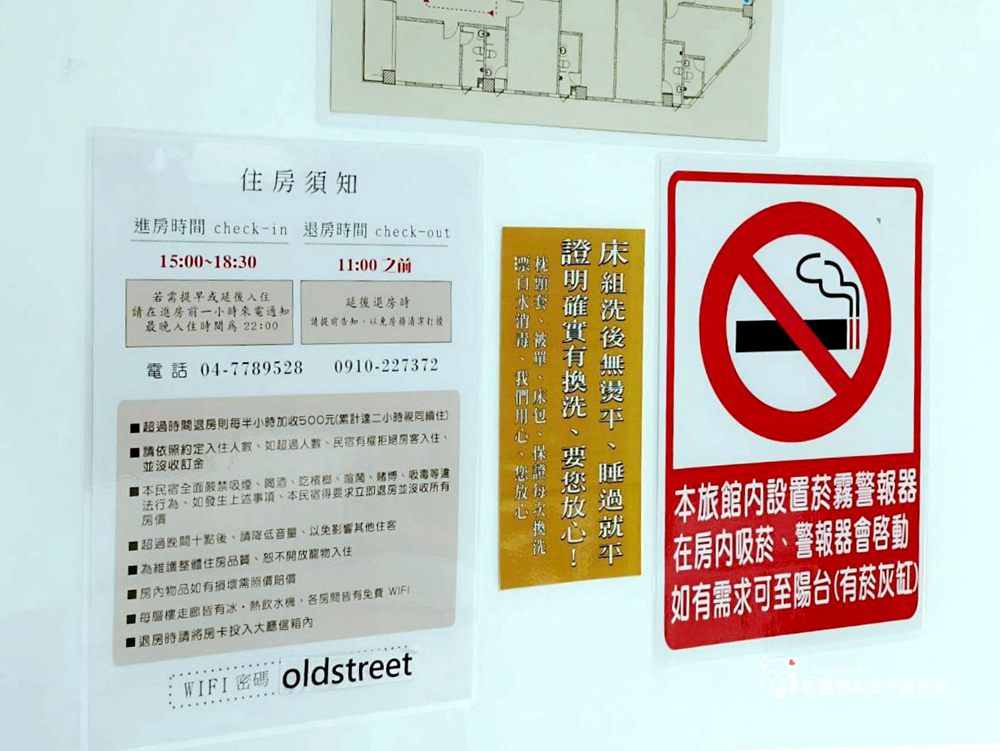 住房須知
進房時間 check-in 退房時間 check-out
15:00~18:30 11:00 之前
若需提早或延後入住
請在進房前一小時來電通知
最晚入住時間為 22:00
延後退房時
請提前告知、以免房務清潔打擾
電話 04-7789528 0910-227372
■超過時間退房則每半小時加收500元(累計達二小時視同續住)
■請依照約定入住人數、如超過人數、民宿有權拒絕房客入住、
並沒收訂金
■本民宿全面嚴禁吸煙、喝酒、吃檳榔、喧鬧、賭博、吸毒等違
法行為、如發生上述事項、本民宿得要求立即退房並沒收所有
房價
■超過晚間十點後、請降低音量、以免影響其他住客
■為維護整體住房品質、恕不開放寵物入住
■房內物品如有損壞需照價賠償
■每層樓走廊皆有冰・熱飲水機，各房間皆有免費 WIFI
■退房時請將房卡投入大廳信箱內
WIFI 密碼 oldstreet
床組洗後無燙平、睡過就平
證明確實有換洗、要您放心！
枕頭套、被單、床包、保證每次換洗
漂白水消毒、我們用心、您放心
本旅館內設置菸霧警報器
在房內吸菸、警報器會啓動
如有需求可至陽台(有菸灰缸)